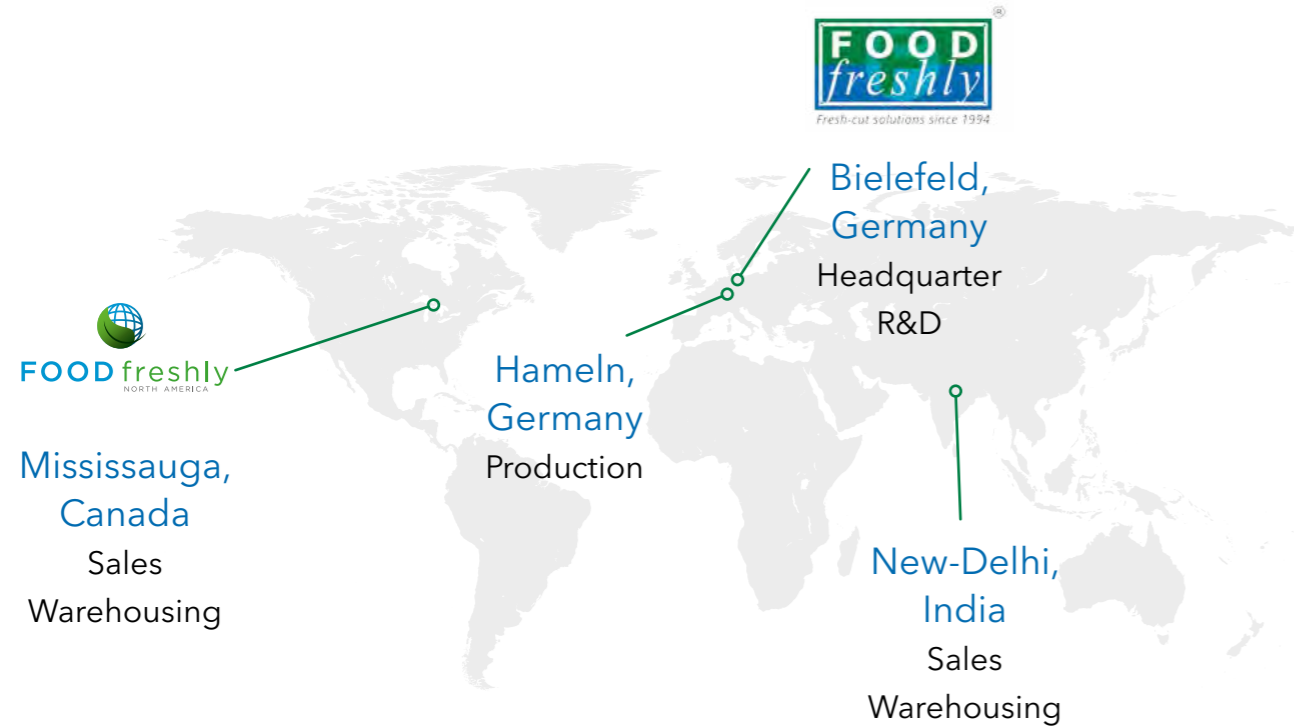 ®
FOOD
freshly
Fresh-cut solutions since 1994
Bielefeld,
Germany
Headquarter
R&D
FOOD freshly
NORTH AMERICA
Mississauga,
Canada
Sales
Warehousing
Hameln,
Germany
Production
New-Delhi,
India
Sales
Warehousing